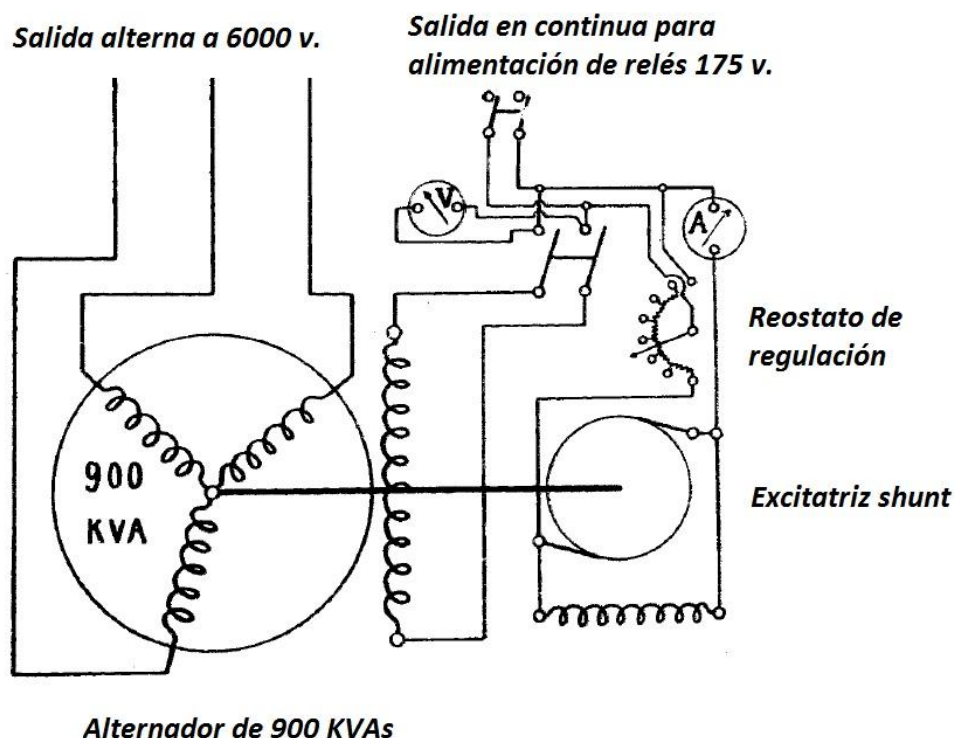 Salida alterna a 6000 v.
Salida en continua para
alimentación de relés 175 v.
V
A
Reostato de
regulación
900
KVA
Excitatriz shunt
Alternador de 900 KVAs